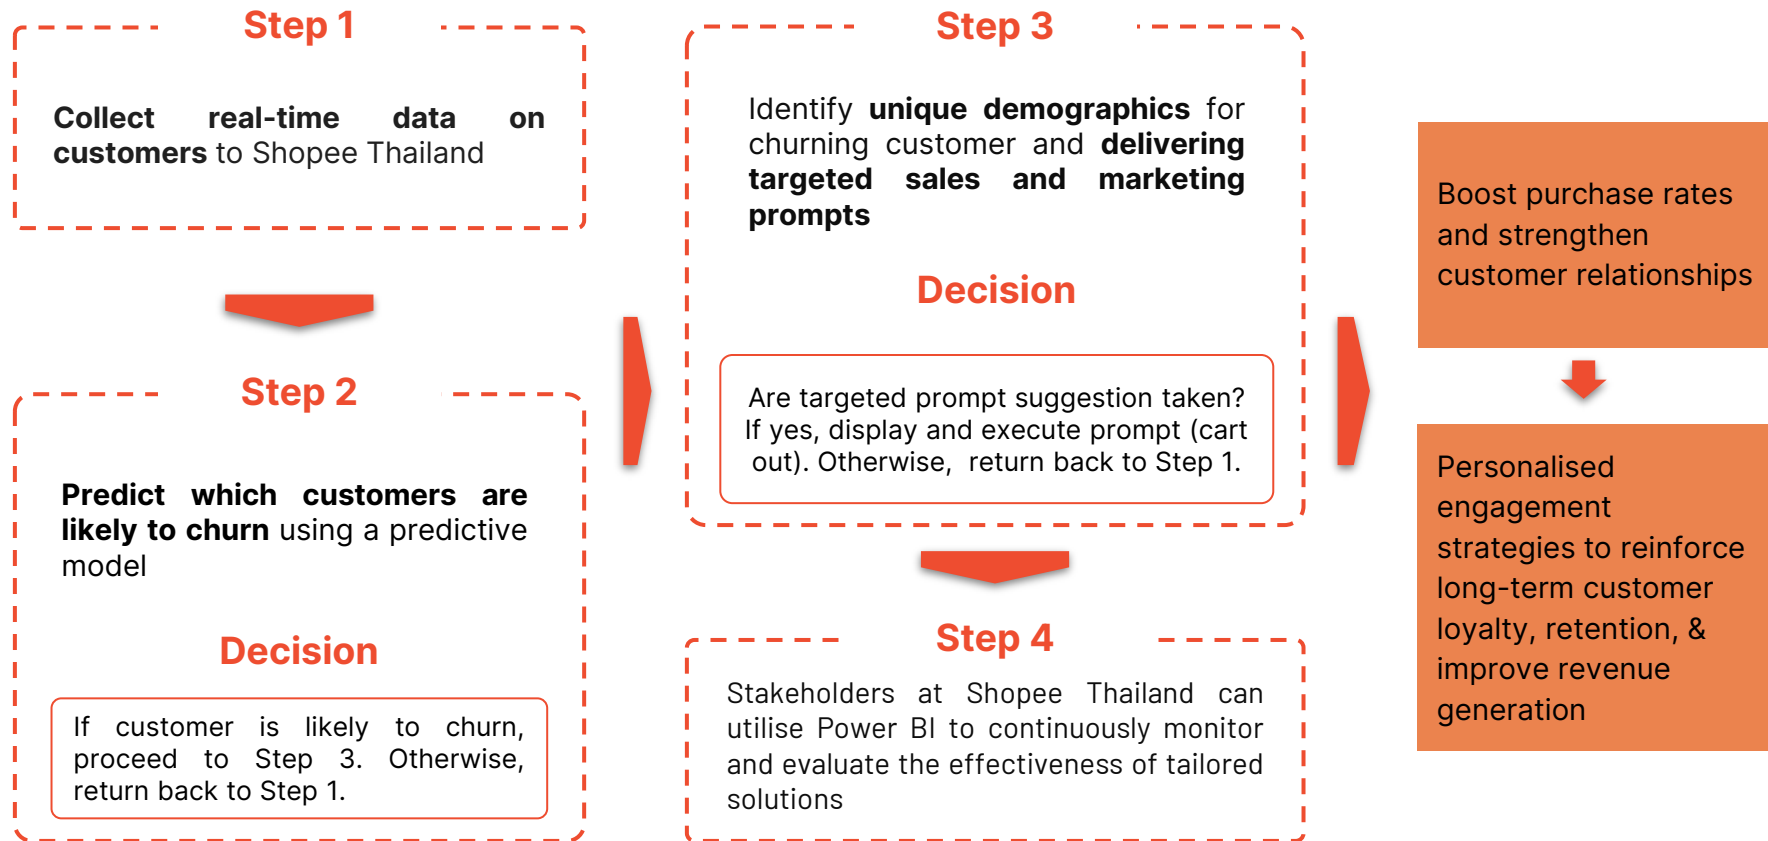 Step 1
Collect real-time data on
customers to Shopee Thailand
Step 2
Predict which customers are
likely to churn using a predictive
model
Decision
If customer is likely to churn,
proceed to Step 3. Otherwise,
return back to Step 1.
Step 3
Identify unique demographics for
churning customer and delivering
targeted sales and marketing
prompts
Decision
Are targeted prompt suggestion taken?
If yes, display and execute prompt (cart
out). Otherwise, return back to Step 1.
Step 4
Stakeholders at Shopee Thailand can
utilise Power BI to continuously monitor
and evaluate the effectiveness of tailored
solutions
Boost purchase rates
and strengthen
customer relationships
Personalised
engagement
strategies to reinforce
long-term customer
loyalty, retention, &
improve revenue
generation